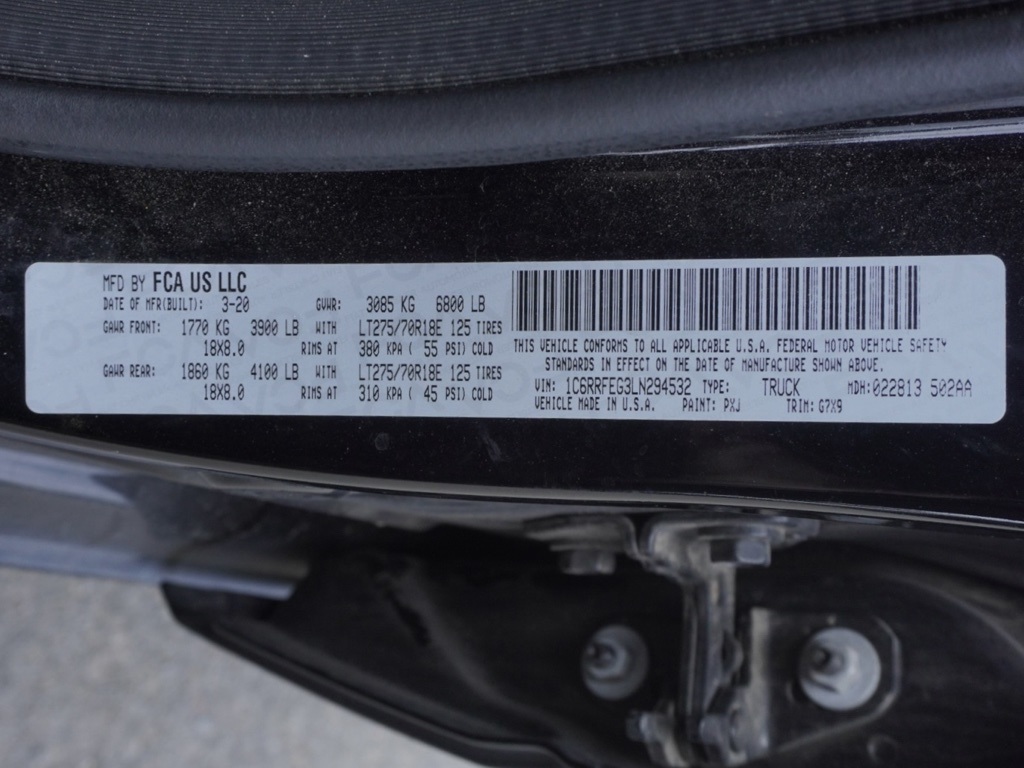 MFD BY FCA US LLC
DATE OF MFR(BUILT): 3-20 GVWR: 3085 KG 6800 LB
GAWR FRONT: 1770 KG 3900 LB WITH LT275/70R18E 125 TIRES
18X8.0 RIMS AT 380 KPA ( 55 PSI) COLD
GAWR REAR: 1860 KG 4100 LB WITH LT275/70R18E 125 TIRES
18X8.0 RIMS AT 310 KPA ( 45 PSI) COLD
THIS VEHICLE CONFORMS TO ALL APPLICABLE U.S.A. FEDERAL MOTOR VEHICLE SAFETY
STANDARDS IN EFFECT ON THE DATE OF MANUFACTURE SHOWN ABOVE.
VIN: 1C6RRFEG3LN294532 TYPE: TRUCK MDH:022813 502AA
VEHICLE MADE IN U.S.A. PAINT: PXJ TRIM: G7X9